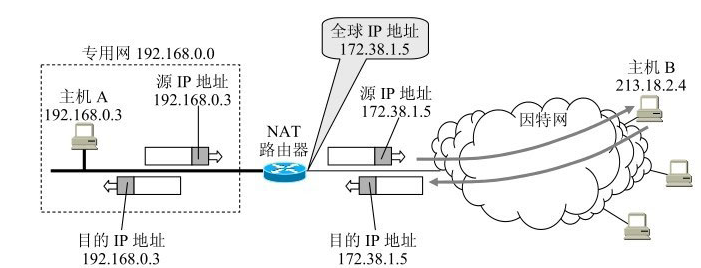 全球 IP 地址
172.38.1.5
专用网 192.168.0.0
主机 A
192.168.0.3
源 IP 地址
192.168.0.3
NAT
路由器
源 IP 地址
172.38.1.5
因特网
主机 B
213.18.2.4
目的 IP 地址
192.168.0.3
目的 IP 地址
172.38.1.5